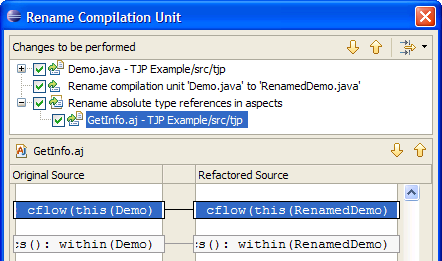 Rename Compilation Unit
Changes to be performed
Demo.java - TJP Example/src/tjp
Rename compilation unit 'Demo.java' to 'RenamedDemo.java'
Rename absolute type references in aspects
GetInfo.aj - TJP Example/src/tjp
GetInfo.aj
Original Source Refactored Source
cflow(this(Demo) cflow(this(RenamedDemo)
s(): within(Demo) s(): within(RenamedDemo)